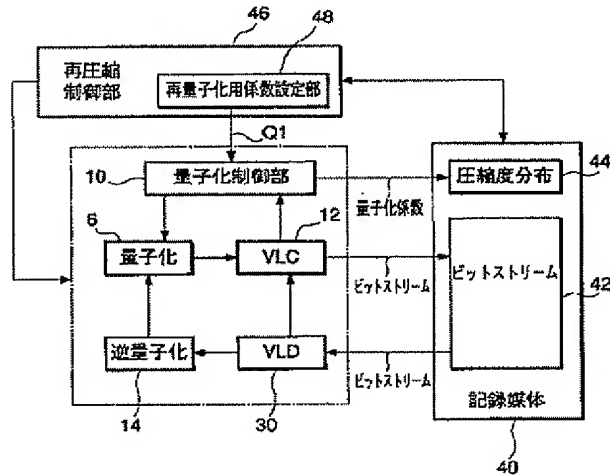 46
48
再圧縮
制御部
再量子化用係数設定部
Q1
10
量子化制御部
量子化係数
圧縮度分布
44
6
12
量子化
VLC
ビットストリーム
ビットストリーム
42
逆量子化
VLD
ビットストリーム
14
30
記録媒体
40